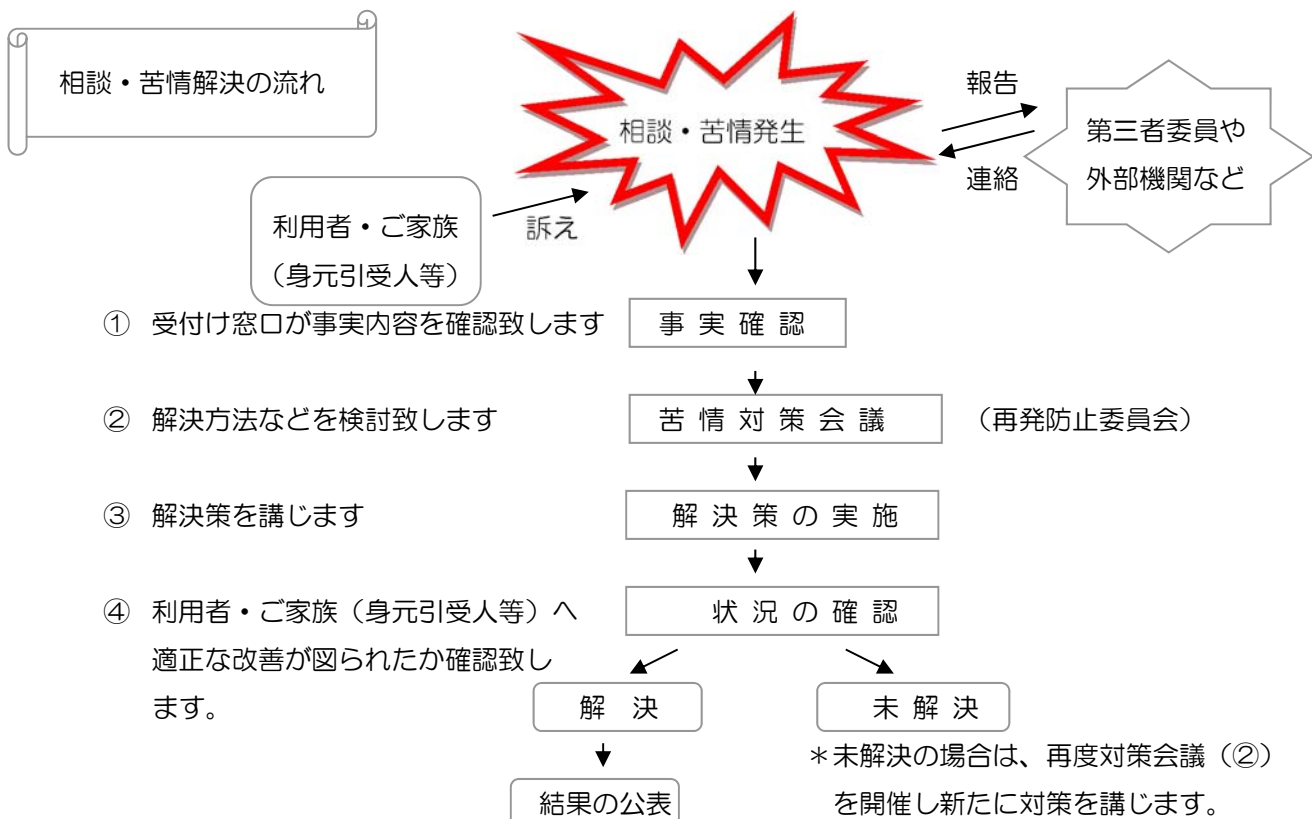 相談・苦情解決の流れ
相談・苦情発生
報告
連絡
第三者委員や
外部機関など
利用者・ご家族
（身元引受人等）
訴え
① 受付け窓口が事実内容を確認致します
事実確認
② 解決方法などを検討致します
苦情対策会議
（再発防止委員会）
③ 解決策を講じます
解決策の実施
④ 利用者・ご家族（身元引受人等）へ
適正な改善が図られたか確認致し
ます。
状況の確認
解 決
未解決
結果の公表
＊未解決の場合は、再度対策会議（②）
を開催し新たに対策を講じます。